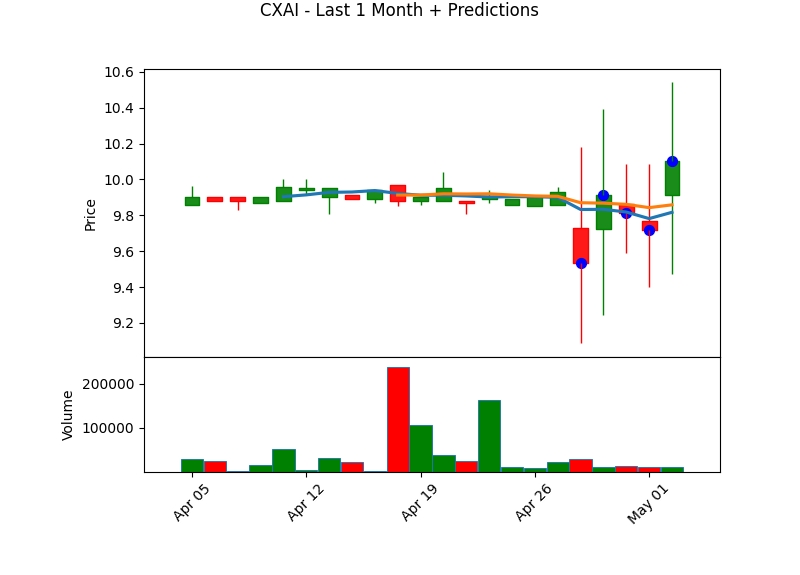 CXAI - Last 1 Month + Predictions
10.6
10.4
10.2
10.0
9.8
9.6
9.4
9.2
Price
200000
100000
Volume
Apr 05
Apr 12
Apr 19
Apr 26
May 01